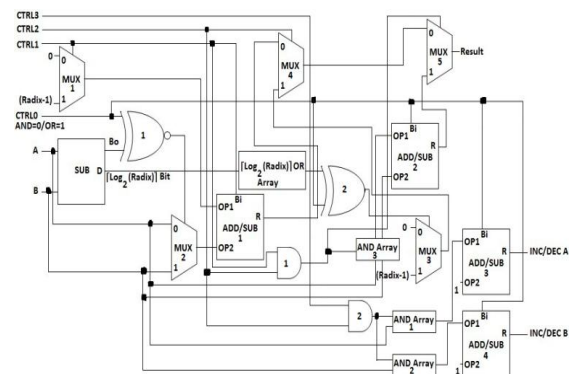 CTRL3
CTRL2
CTRL1
0
MUX
1
(Radix-1)
1
CTRL0
AND=0/OR=1
A
B
SUB
Bo
D
⌈Log2(Radix)⌉ Bit
1
0
MUX
2
1
⌈Log2(Radix)⌉OR
Array
OP1
Bi
R
ADD/SUB
1
OP2
0
MUX
4
1
2
1
AND Array
3
0
0
MUX
3
(Radix-1)
1
OP1
Bi
R
ADD/SUB
2
OP2
0
MUX
5
1
Result
OP1
Bi
R
ADD/SUB
3
1
OP2
INC/DEC A
2
AND Array
1
AND Array
2
OP1
Bi
R
ADD/SUB
4
1
OP2
INC/DEC B